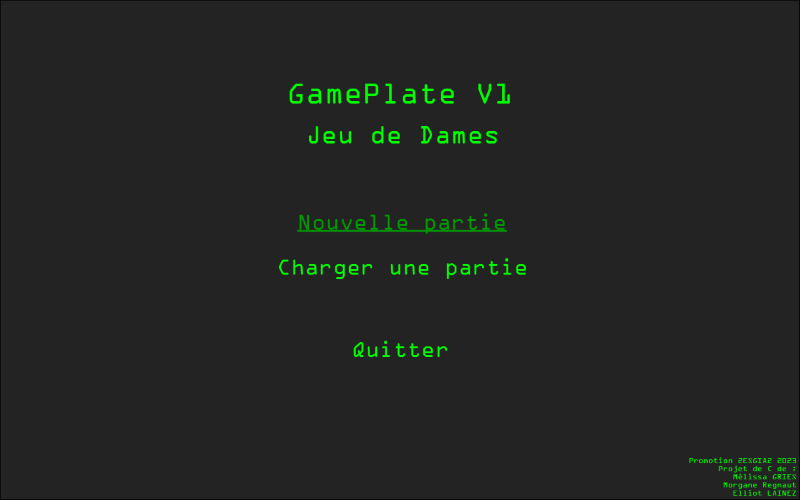 GamePlate V1
Jeu de Dames
Nouvelle partie
Charger une partie
Quitter
Promotion 2ESGIA2 2023
Projet de C de :
Mélissa GRIES
Morgane Regnaut
Elliot LAINEZ